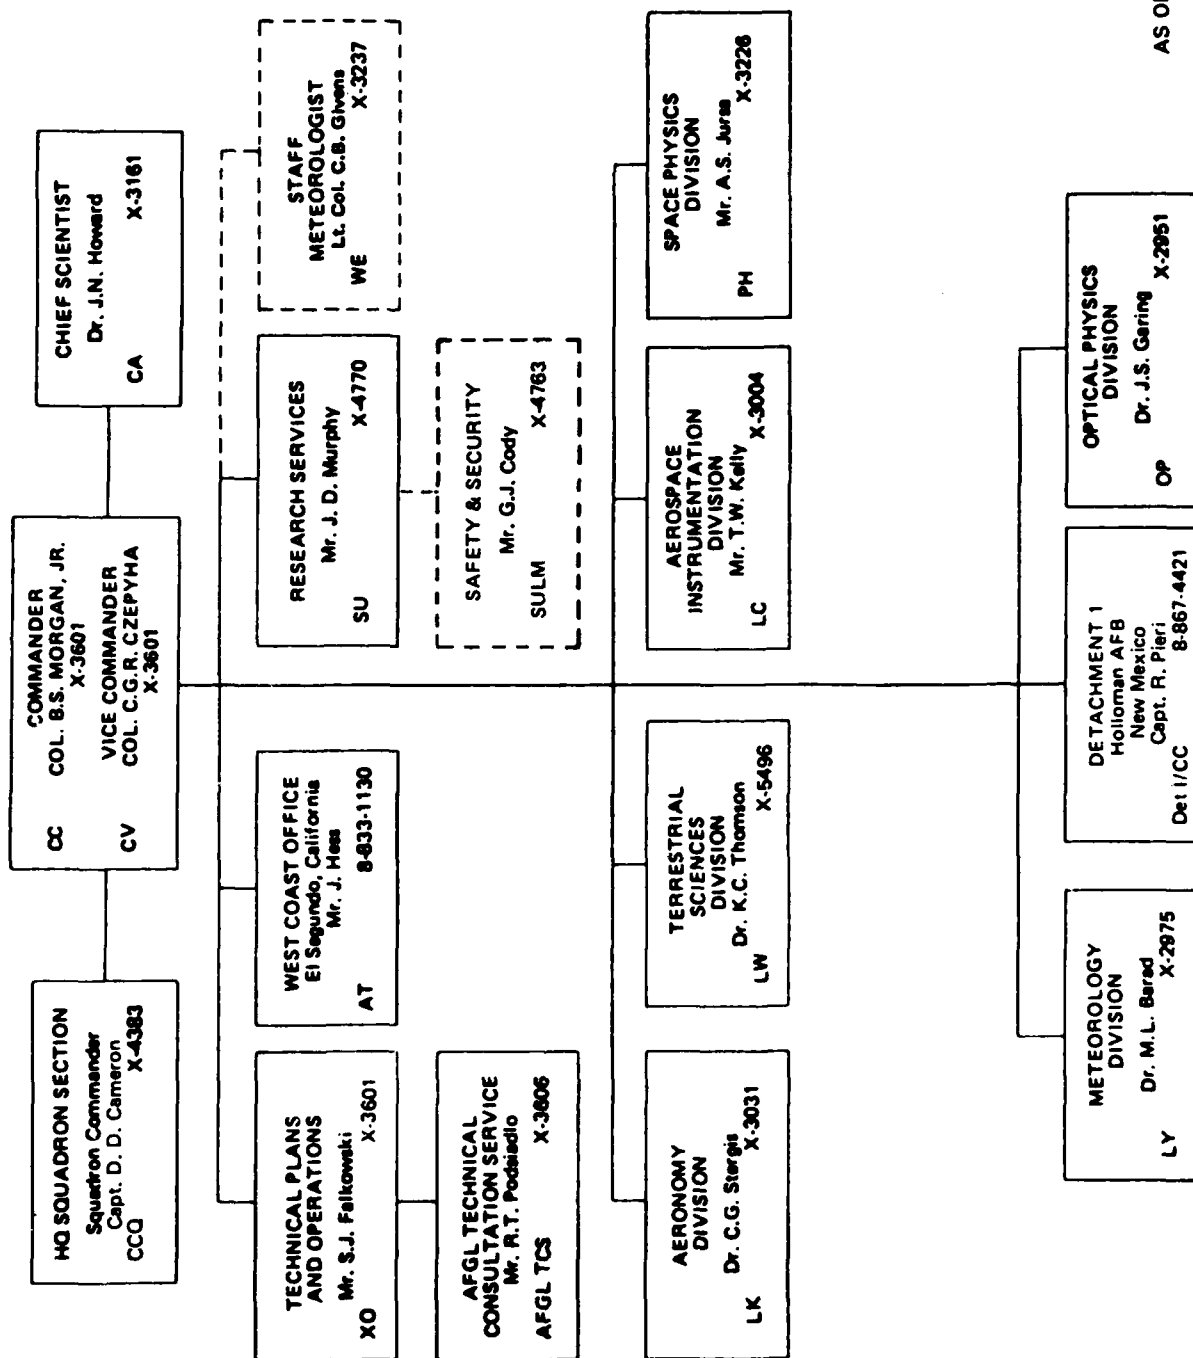 COMMANDER
CC COL. B.S. MORGAN, JR.
X-3601
VICE COMMANDER
CV COL. C.G.R. CZEPYHA
X-3601
HQ SQUADRON SECTION
Squadron Commander
Capt. D. D. Cameron
CCQ X-4383
CHIEF SCIENTIST
Dr. J.N. Howard
CA X-3161
TECHNICAL PLANS
AND OPERATIONS
Mr. S.J. Falkowski
XO X-3601
WEST COAST OFFICE
El Segundo, California
Mr. J. Hess
AT 8-833-1130
RESEARCH SERVICES
Mr. J. D. Murphy
SU X-4770
STAFF
METEOROLOGIST
Lt. Col. C.B. Givens
WE X-3237
AFGL TECHNICAL
CONSULTATION SERVICE
Mr. R.T. Podsiadlo
AFGL TCS X-3606
SAFETY & SECURITY
Mr. G.J. Cody
SULM X-4763
AERONOMY
DIVISION
Dr. C.G. Stergis
LK X-3031
TERRESTRIAL
SCIENCES
DIVISION
Dr. K.C. Thomson
LW X-5496
AEROSPACE
INSTRUMENTATION
DIVISION
Mr. T.W. Kelly
LC X-3004
SPACE PHYSICS
DIVISION
Mr. A.S. Jursa
PH X-3226
METEOROLOGY
DIVISION
Dr. M.L. Barad
LY X-2975
DETACHMENT 1
Holloman AFB
New Mexico
Capt. R. Pieri
Det 1/CC 8-867-4421
OPTICAL PHYSICS
DIVISION
Dr. J.S. Garing
OP X-2951
AS